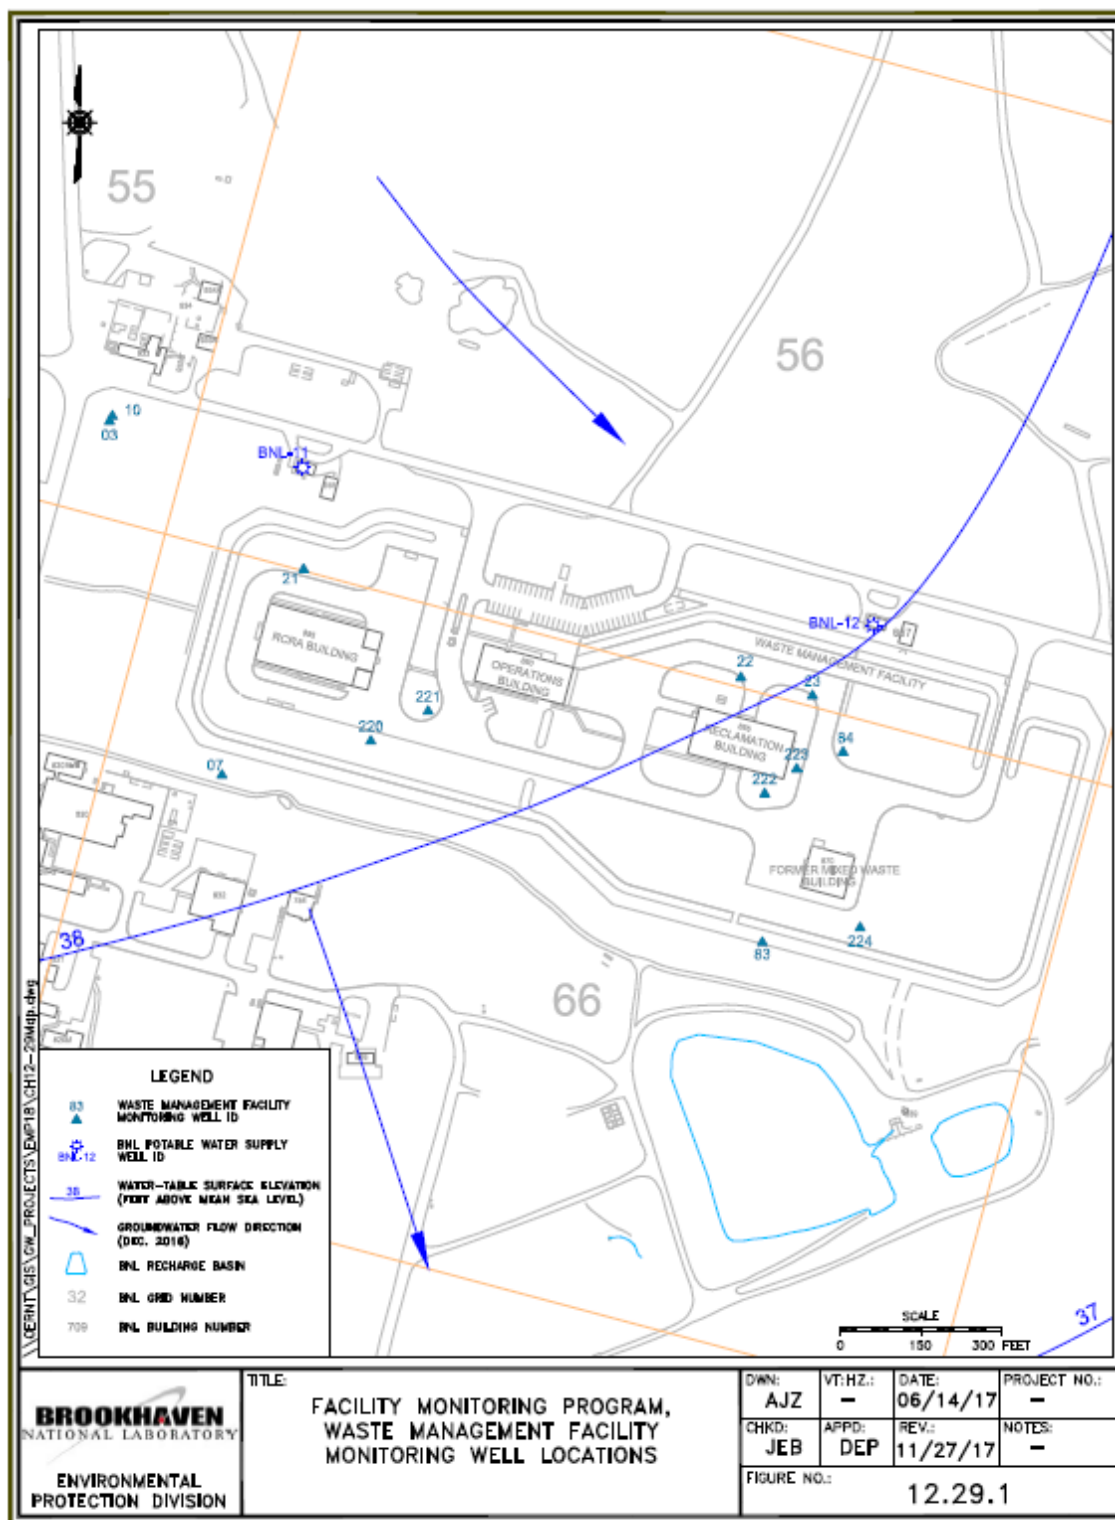 55
56
10
03
BNL-11
21
RCRA BUILDING
OPERATIONS
BUILDING
BNL-12
WASTE MANAGEMENT FACILITY
22
23
221
220
07
RECLAMATION
BUILDING
84
223
222
FORMER MIXED WASTE
BUILDING
38
83
224
66
37
LEGEND
83
WASTE MANAGEMENT FACILITY
MONITORING WELL ID
BNL-12
BNL POTABLE WATER SUPPLY
WELL ID
38
WATER-TABLE SURFACE ELEVATION
(FEET ABOVE MEAN SEA LEVEL)
GROUNDWATER FLOW DIRECTION
(DEC. 2016)
BNL RECHARGE BASIN
32
BNL GRID NUMBER
709
BNL BUILDING NUMBER
SCALE
0 150 300 FEET
BROOKHAVEN
NATIONAL LABORATORY
ENVIRONMENTAL
PROTECTION DIVISION
TITLE:
FACILITY MONITORING PROGRAM,
WASTE MANAGEMENT FACILITY
MONITORING WELL LOCATIONS
DWN: AJZ
VT:HZ.: –
DATE: 06/14/17
PROJECT NO.: –
CHKD: JEB
APPD: DEP
REV.: 11/27/17
NOTES: –
FIGURE NO.: 12.29.1